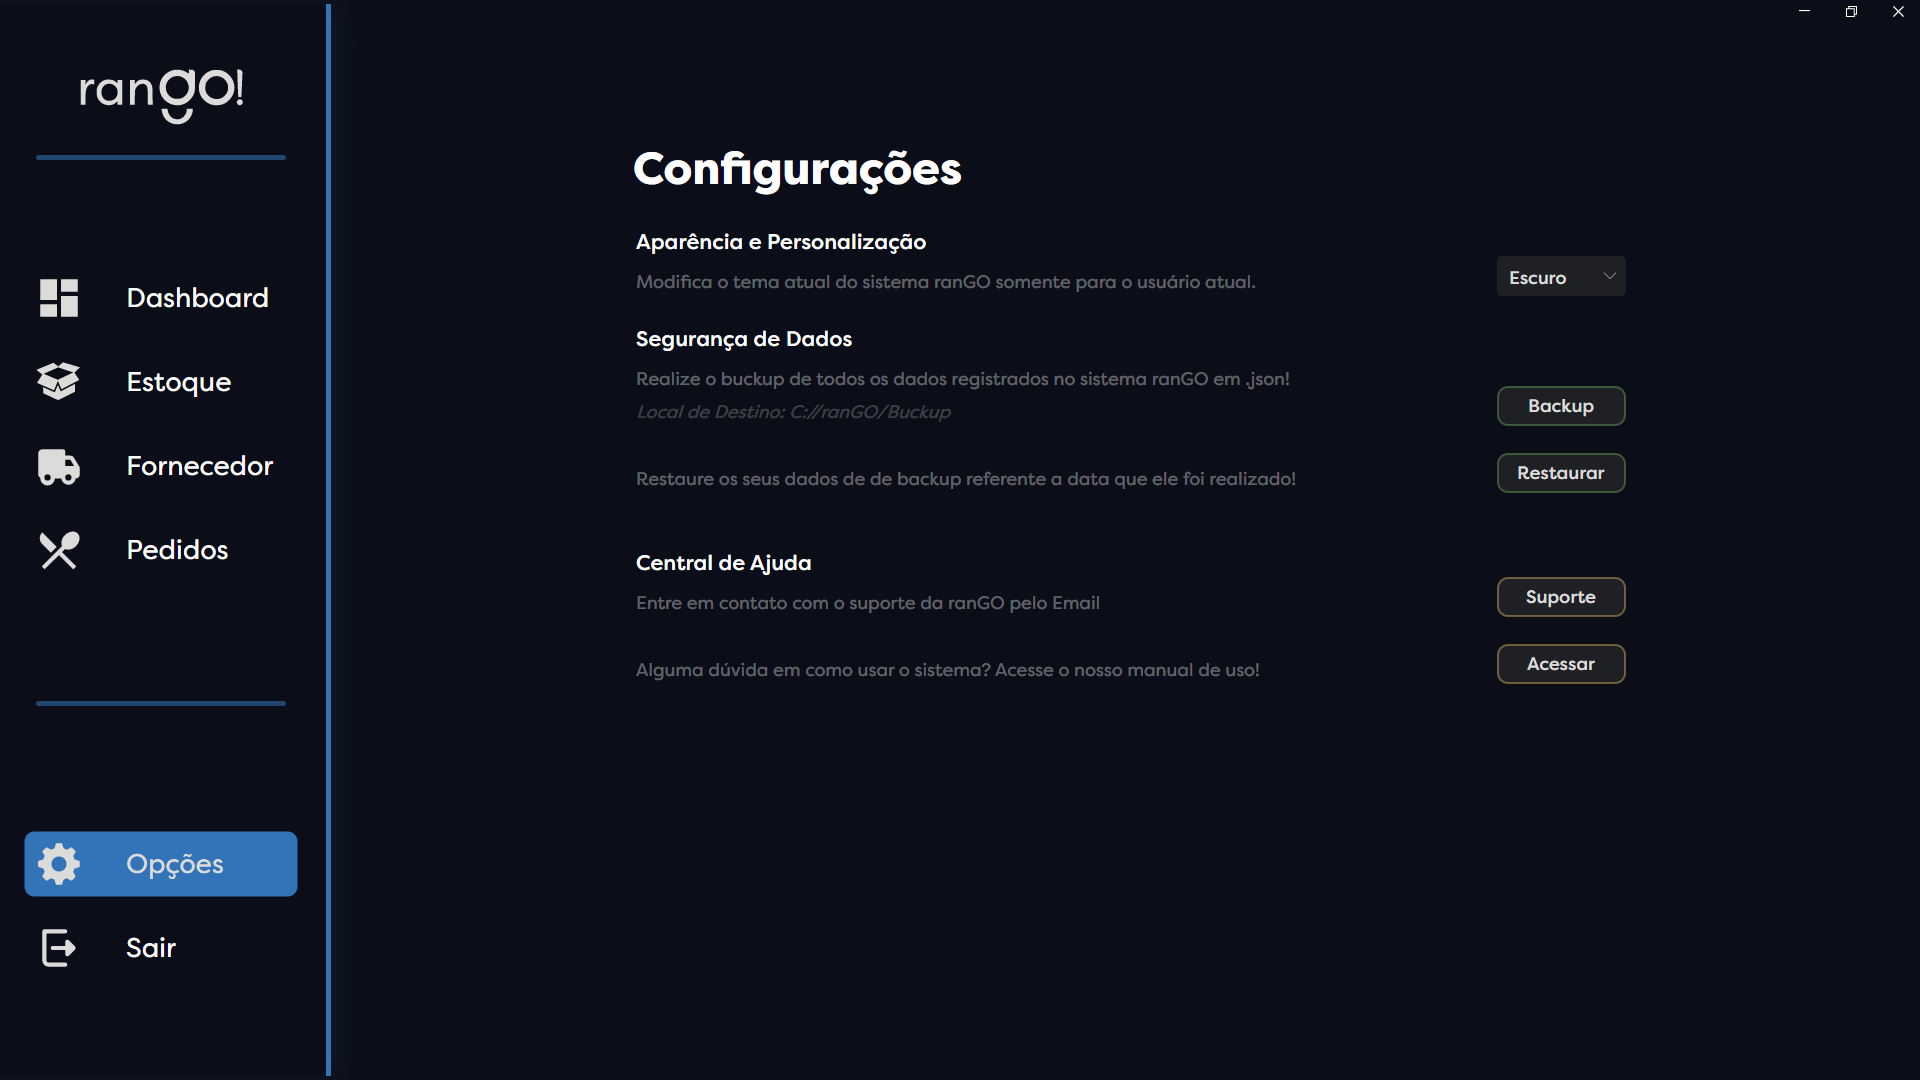 ranGO!
Dashboard
Estoque
Fornecedor
Pedidos
Opções
Sair
Configurações
Aparência e Personalização
Modifica o tema atual do sistema ranGO somente para o usuário atual.
Escuro
Segurança de Dados
Realize o buckup de todos os dados registrados no sistema ranGO em .json!
Local de Destino: C://ranGO/Buckup
Backup
Restaure os seus dados de de backup referente a data que ele foi realizado!
Restaurar
Central de Ajuda
Entre em contato com o suporte da ranGO pelo Email
Suporte
Alguma dúvida em como usar o sistema? Acesse o nosso manual de uso!
Acessar